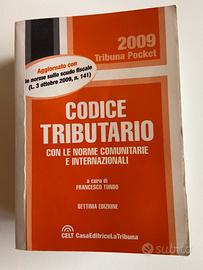 2009
Tribuna Pocket
Aggiornato con
le norme sullo scudo fiscale
(L. 3 ottobre 2009, n. 141)
CODICE
TRIBUTARIO
CON LE NORME COMUNITARIE
E INTERNAZIONALI
a cura di
FRANCESCO TUNDO
SETTIMA EDIZIONE
CELT CasaEditriceLaTribuna
subito